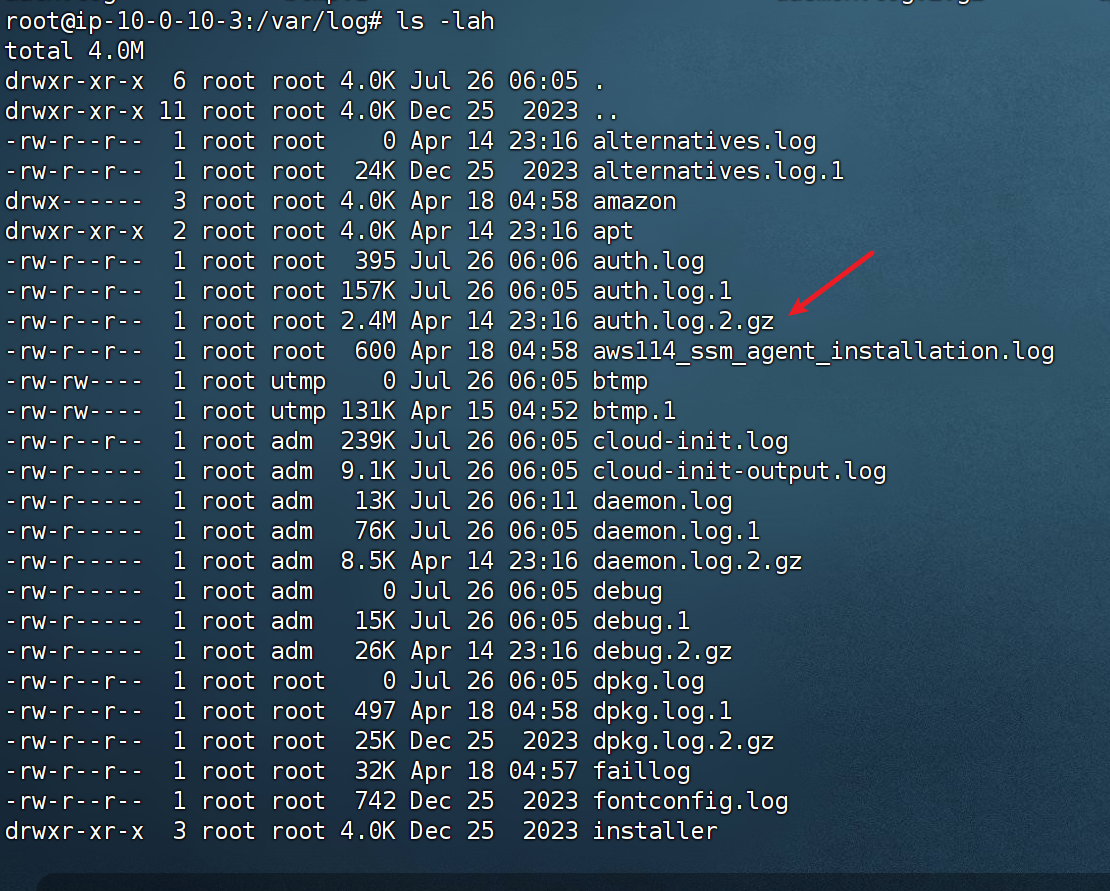 root@ip-10-0-10-3:/var/log# ls -lah
total 4.0M
drwxr-xr-x  6 root root 4.0K Jul 26 06:05 .
drwxr-xr-x 11 root root 4.0K Dec 25  2023 ..
-rw-r--r--  1 root root    0 Apr 14 23:16 alternatives.log
-rw-r--r--  1 root root  24K Dec 25  2023 alternatives.log.1
drwx------  3 root root 4.0K Apr 18 04:58 amazon
drwxr-xr-x  2 root root 4.0K Apr 14 23:16 apt
-rw-r--r--  1 root root  395 Jul 26 06:06 auth.log
-rw-r--r--  1 root root 157K Jul 26 06:05 auth.log.1
-rw-r--r--  1 root root 2.4M Apr 14 23:16 auth.log.2.gz
-rw-r--r--  1 root root  600 Apr 18 04:58 aws114_ssm_agent_installation.log
-rw-rw----  1 root utmp    0 Jul 26 06:05 btmp
-rw-rw----  1 root utmp 131K Apr 15 04:52 btmp.1
-rw-r-----  1 root adm  239K Jul 26 06:05 cloud-init.log
-rw-r-----  1 root adm  9.1K Jul 26 06:05 cloud-init-output.log
-rw-r-----  1 root adm   13K Jul 26 06:11 daemon.log
-rw-r-----  1 root adm   76K Jul 26 06:05 daemon.log.1
-rw-r-----  1 root adm  8.5K Apr 14 23:16 daemon.log.2.gz
-rw-r-----  1 root adm     0 Jul 26 06:05 debug
-rw-r-----  1 root adm   15K Jul 26 06:05 debug.1
-rw-r-----  1 root adm   26K Apr 14 23:16 debug.2.gz
-rw-r--r--  1 root root    0 Jul 26 06:05 dpkg.log
-rw-r--r--  1 root root  497 Apr 18 04:58 dpkg.log.1
-rw-r--r--  1 root root  25K Dec 25  2023 dpkg.log.2.gz
-rw-r--r--  1 root root  32K Apr 18 04:57 faillog
-rw-r--r--  1 root root  742 Dec 25  2023 fontconfig.log
drwxr-xr-x  3 root root 4.0K Dec 25  2023 installer